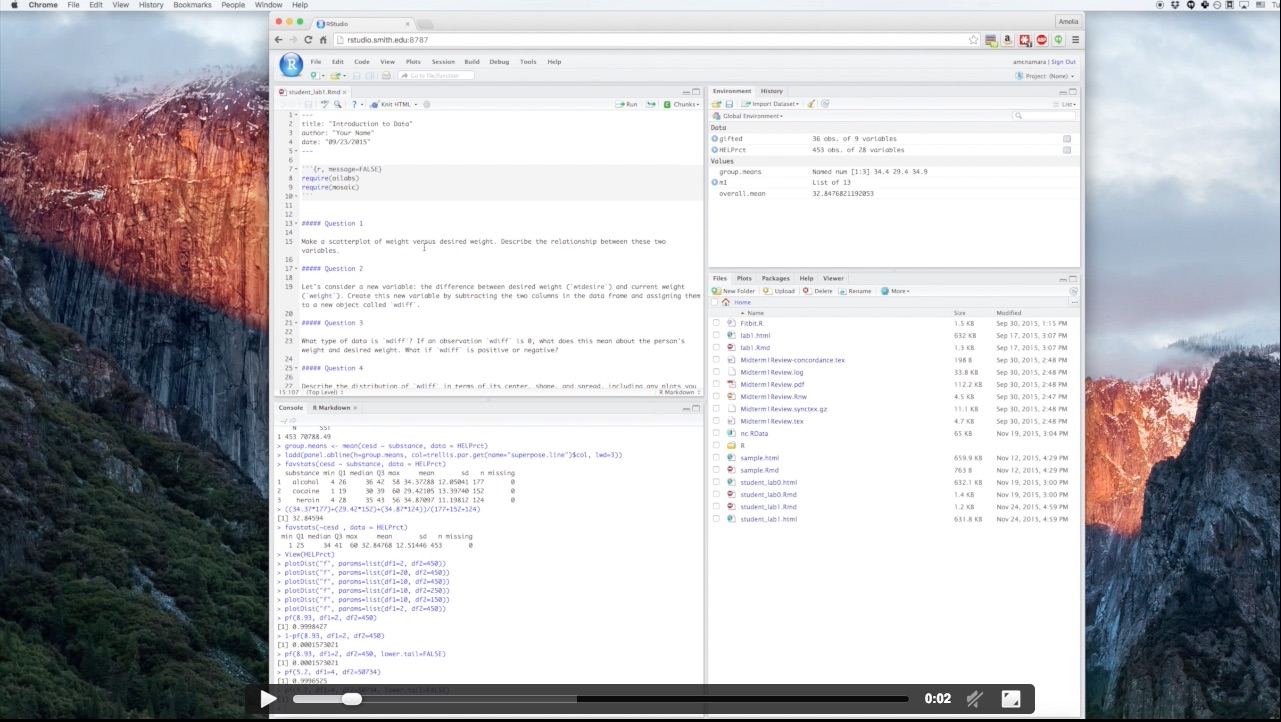 Chrome File Edit View History Bookmarks People Window Help
RStudio
Amelia
rstudio.smith.edu:8787
File Edit Code View Plots Session Build Debug Tools Help
amcnamara | Sign Out
Go to file/function
Project: (None)
student_lab1.Rmd
Knit HTML
Run
Chunks
1 ---
2 title: "Introduction to Data"
3 author: "Your Name"
4 date: "09/23/2015"
5 ---
6
7 ```{r, message=FALSE}
8 require(oilabs)
9 require(mosaic)
10 ```
11
12
13 ##### Question 1
14
15 Make a scatterplot of weight versus desired weight. Describe the relationship between these two
variables.
16
17 ##### Question 2
18
19 Let's consider a new variable: the difference between desired weight (`wtdesire`) and current weight
(`weight`). Create this new variable by subtracting the two columns in the data frame and assigning them
to a new object called `wdiff`.
20
21 ##### Question 3
22
23 What type of data is `wdiff`? If an observation `wdiff` is 0, what does this mean about the person's
weight and desired weight. What if `wdiff` is positive or negative?
24
25 ##### Question 4
26
27 Describe the distribution of `wdiff` in terms of its center, shape, and spread, including any plots you
15:107 (Top Level)
R Markdown
Console R Markdown
~/
N SST
1 453 70788.49
> group.means <- mean(cesd ~ substance, data = HELPrct)
> ladd(panel.abline(h=group.means, col=trellis.par.get(name="superpose.line")$col, lwd=3))
> favstats(cesd ~ substance, data = HELPrct)
substance min Q1 median Q3 max mean sd n missing
1 alcohol 4 26 36 42 58 34.37288 12.05041 177 0
2 cocaine 1 19 30 39 60 29.42105 13.39740 152 0
3 heroin 4 28 35 43 56 34.87097 11.19812 124 0
> ((34.37*177)+(29.42*152)+(34.87*124))/(177+152+124)
[1] 32.84594
> favstats(~cesd , data = HELPrct)
min Q1 median Q3 max mean sd n missing
1 25 34 41 60 32.84768 12.51446 453 0
> View(HELPrct)
> plotDist("f", params=list(df1=2, df2=450))
> plotDist("f", params=list(df1=20, df2=450))
> plotDist("f", params=list(df1=10, df2=450))
> plotDist("f", params=list(df1=10, df2=250))
> plotDist("f", params=list(df1=10, df2=150))
> plotDist("f", params=list(df1=2, df2=450))
> pf(8.93, df1=2, df2=450)
[1] 0.9998427
> 1-pf(8.93, df1=2, df2=450)
[1] 0.0001573021
> pf(8.93, df1=2, df2=450, lower.tail=FALSE)
[1] 0.0001573021
> pf(5.2, df1=4, df2=50734)
[1] 0.9996525
Environment History
Import Dataset
List
Global Environment
Data
gifted 36 obs. of 9 variables
HELPrct 453 obs. of 28 variables
Values
group.means Named num [1:3] 34.4 29.4 34.9
m1 List of 13
overall.mean 32.8476821192053
Files Plots Packages Help Viewer
New Folder Upload Delete Rename More
Home
Name Size Modified
Fitbit.R 1.5 KB Sep 30, 2015, 1:15 PM
lab1.html 632 KB Sep 17, 2015, 3:07 PM
lab1.Rmd 1.3 KB Sep 17, 2015, 3:07 PM
Midterm1Review-concordance.tex 198 B Sep 30, 2015, 2:48 PM
Midterm1Review.log 33.8 KB Sep 30, 2015, 2:48 PM
Midterm1Review.pdf 112.2 KB Sep 30, 2015, 2:48 PM
Midterm1Review.Rnw 4.5 KB Sep 30, 2015, 2:47 PM
Midterm1Review.synctex.gz 11.1 KB Sep 30, 2015, 2:48 PM
Midterm1Review.tex 4.7 KB Sep 30, 2015, 2:48 PM
nc.RData 65 KB Nov 19, 2015, 3:04 PM
R
sample.html 659.9 KB Nov 12, 2015, 4:29 PM
sample.Rmd 763 B Nov 12, 2015, 4:29 PM
student_lab0.html 632.1 KB Nov 19, 2015, 3:00 PM
student_lab0.Rmd 1.4 KB Nov 19, 2015, 3:00 PM
student_lab1.Rmd 1.2 KB Nov 24, 2015, 4:59 PM
student_lab1.html 631.8 KB Nov 24, 2015, 4:59 PM
0:02